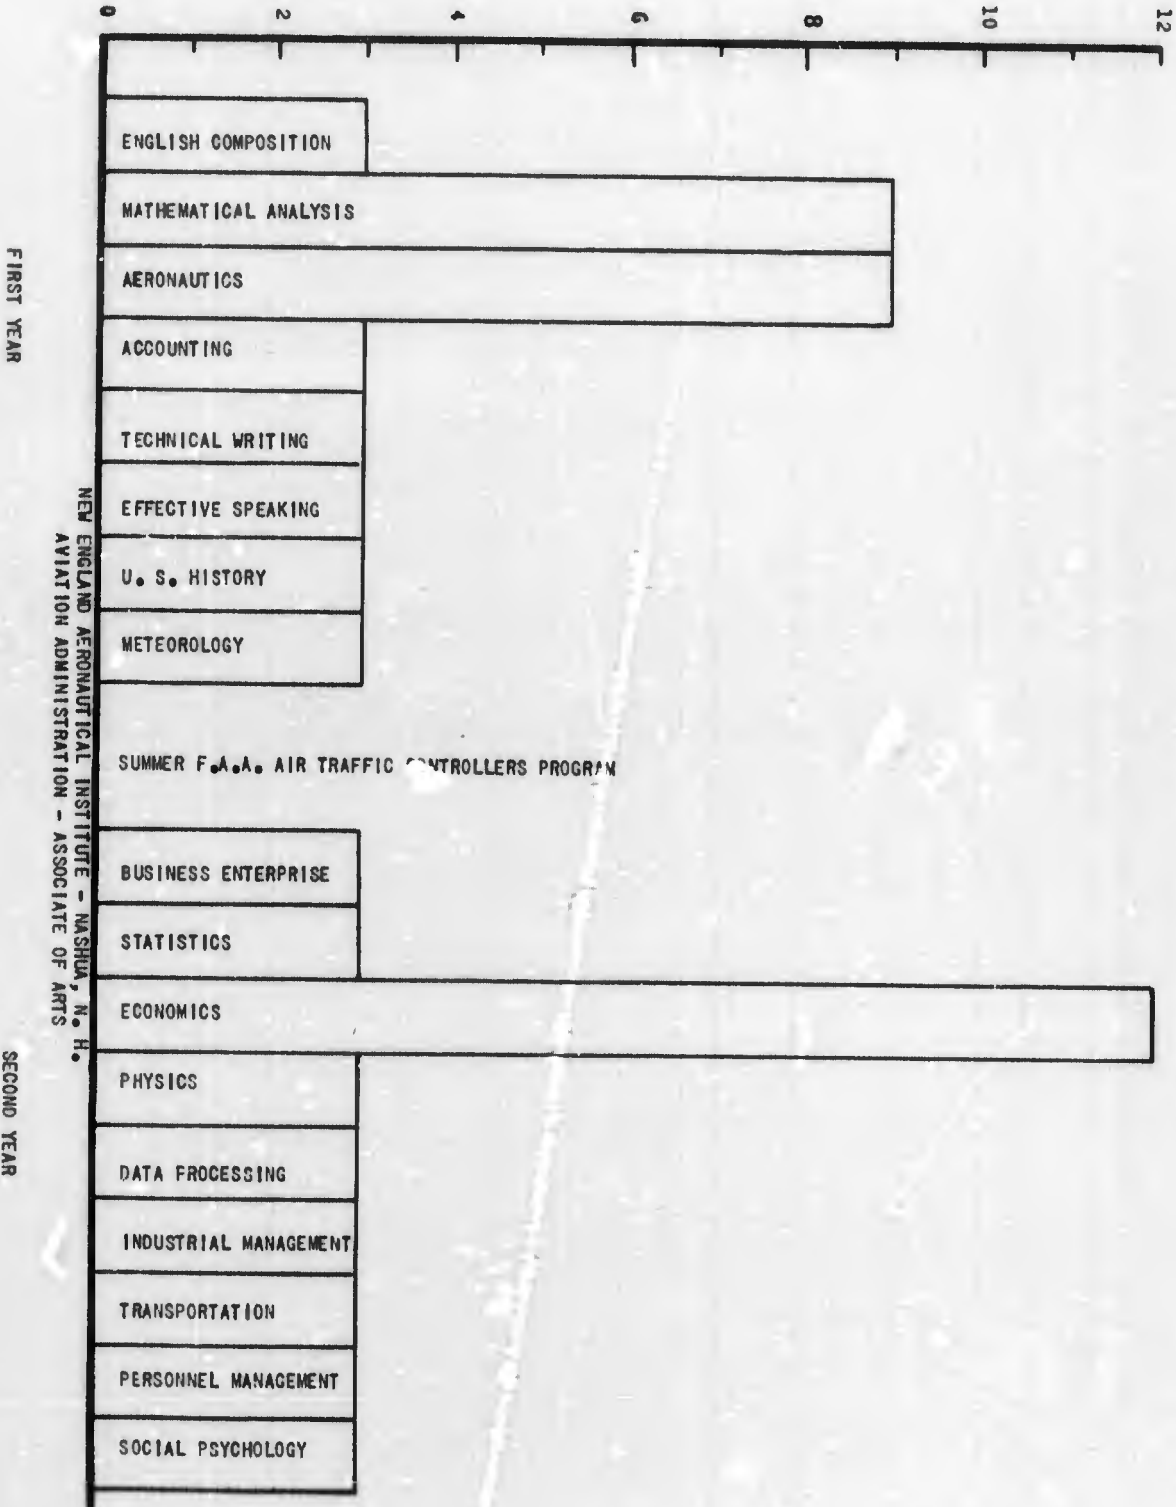 0 2 4 6 8 10 12
FIRST YEAR
ENGLISH COMPOSITION
MATHEMATICAL ANALYSIS
AERONAUTICS
ACCOUNTING
TECHNICAL WRITING
EFFECTIVE SPEAKING
U. S. HISTORY
METEOROLOGY
SUMMER F.A.A. AIR TRAFFIC PROGRAM
SECOND YEAR
BUSINESS ENTERPRISE
STATISTICS
ECONOMICS
PHYSICS
DATA PROCESSING
INDUSTRIAL MANAGEMENT
TRANSPORTATION
PERSONNEL MANAGEMENT
SOCIAL PSYCHOLOGY
NEW ENGLAND AERONAUTICAL INSTITUTE - NASHUA, N. H.
AVIATION ADMINISTRATION - ASSOCIATE OF ARTS